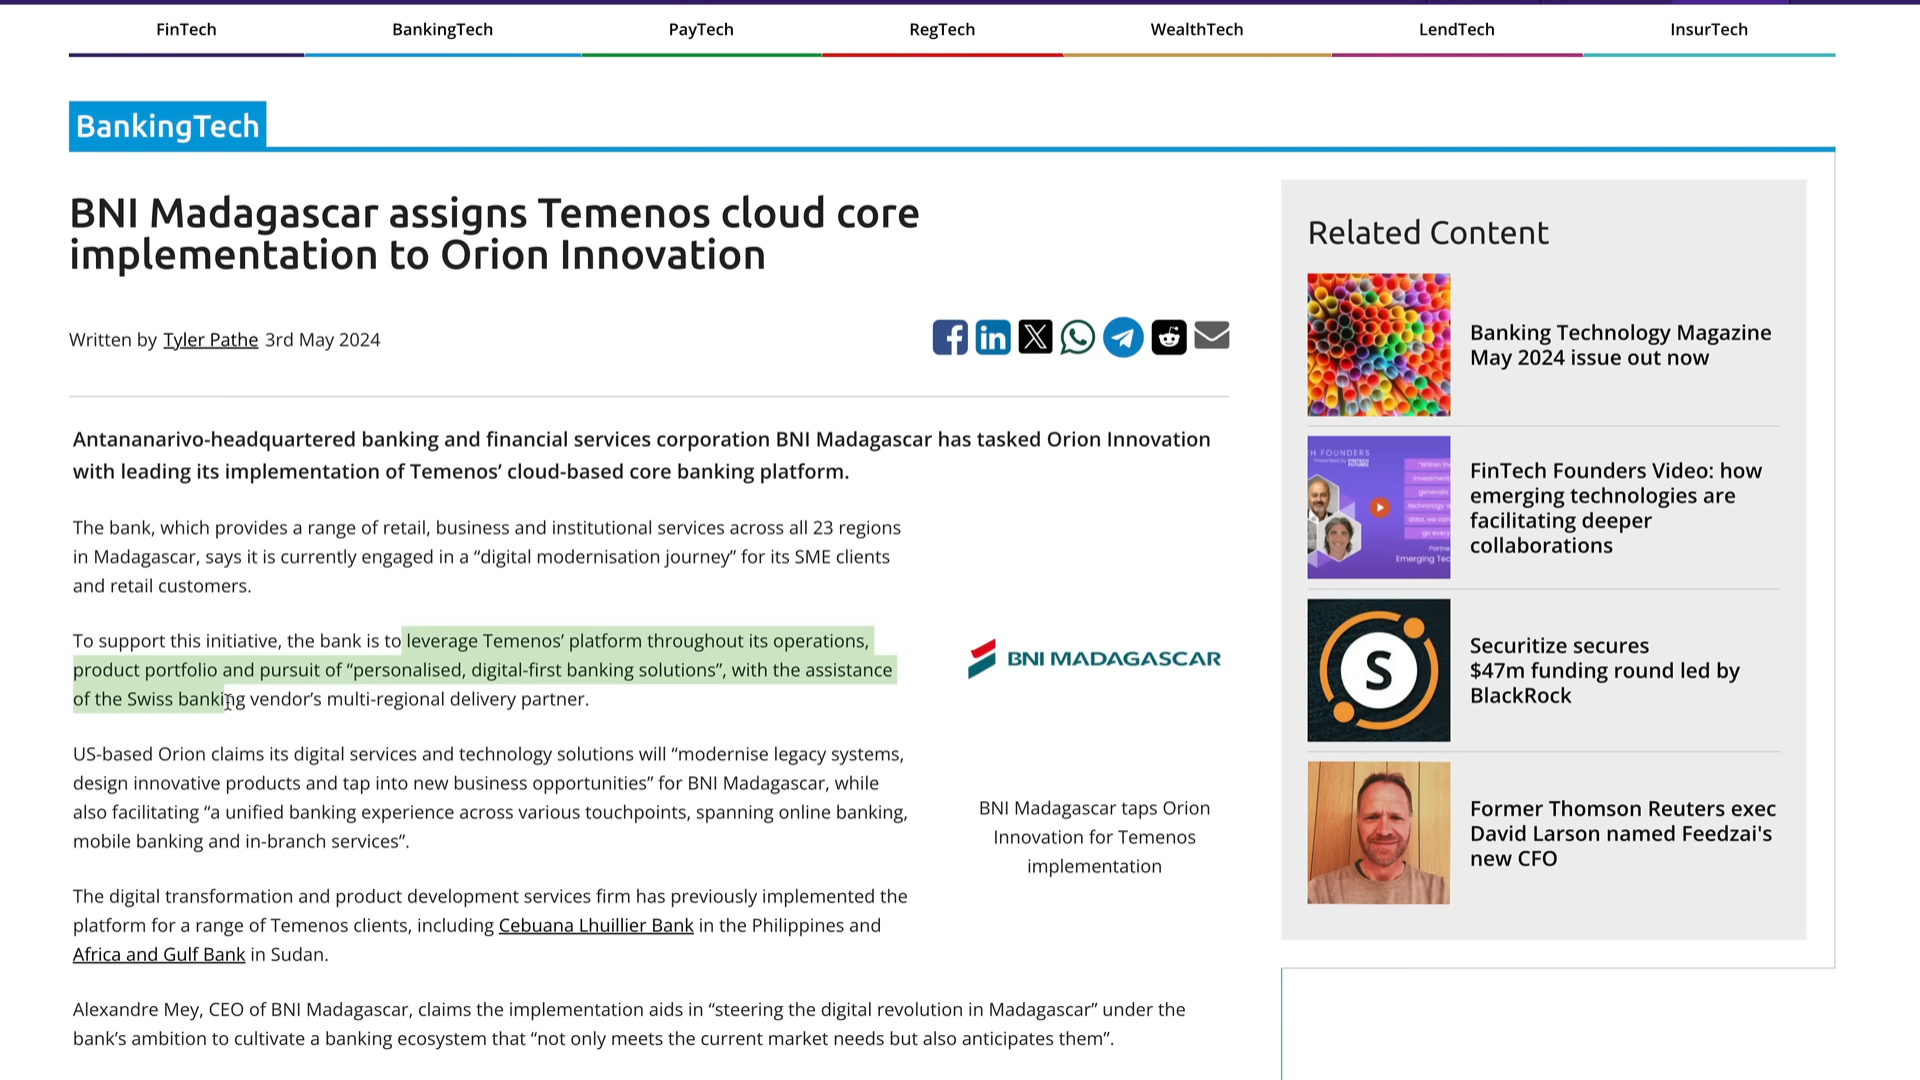 FinTech
BankingTech
PayTech
RegTech
WealthTech
LendTech
InsurTech
BankingTech
BNI Madagascar assigns Temenos cloud core
implementation to Orion Innovation
Written by Tyler Pathe 3rd May 2024
Antananarivo-headquartered banking and financial services corporation BNI Madagascar has tasked Orion Innovation
with leading its implementation of Temenos’ cloud-based core banking platform.
The bank, which provides a range of retail, business and institutional services across all 23 regions
in Madagascar, says it is currently engaged in a “digital modernisation journey” for its SME clients
and retail customers.
To support this initiative, the bank is to leverage Temenos’ platform throughout its operations,
product portfolio and pursuit of “personalised, digital-first banking solutions”, with the assistance
of the Swiss banking vendor’s multi-regional delivery partner.
BNI MADAGASCAR
BNI Madagascar taps Orion
Innovation for Temenos
implementation
US-based Orion claims its digital services and technology solutions will “modernise legacy systems,
design innovative products and tap into new business opportunities” for BNI Madagascar, while
also facilitating “a unified banking experience across various touchpoints, spanning online banking,
mobile banking and in-branch services”.
The digital transformation and product development services firm has previously implemented the
platform for a range of Temenos clients, including Cebuana Lhuillier Bank in the Philippines and
Africa and Gulf Bank in Sudan.
Alexandre Mey, CEO of BNI Madagascar, claims the implementation aids in “steering the digital revolution in Madagascar” under the
bank’s ambition to cultivate a banking ecosystem that “not only meets the current market needs but also anticipates them”.
Related Content
Banking Technology Magazine
May 2024 issue out now
H FOUNDERS
FinTech Founders Video: how
emerging technologies are
facilitating deeper
collaborations
S
Securitize secures
$47m funding round led by
BlackRock
Former Thomson Reuters exec
David Larson named Feedzai's
new CFO